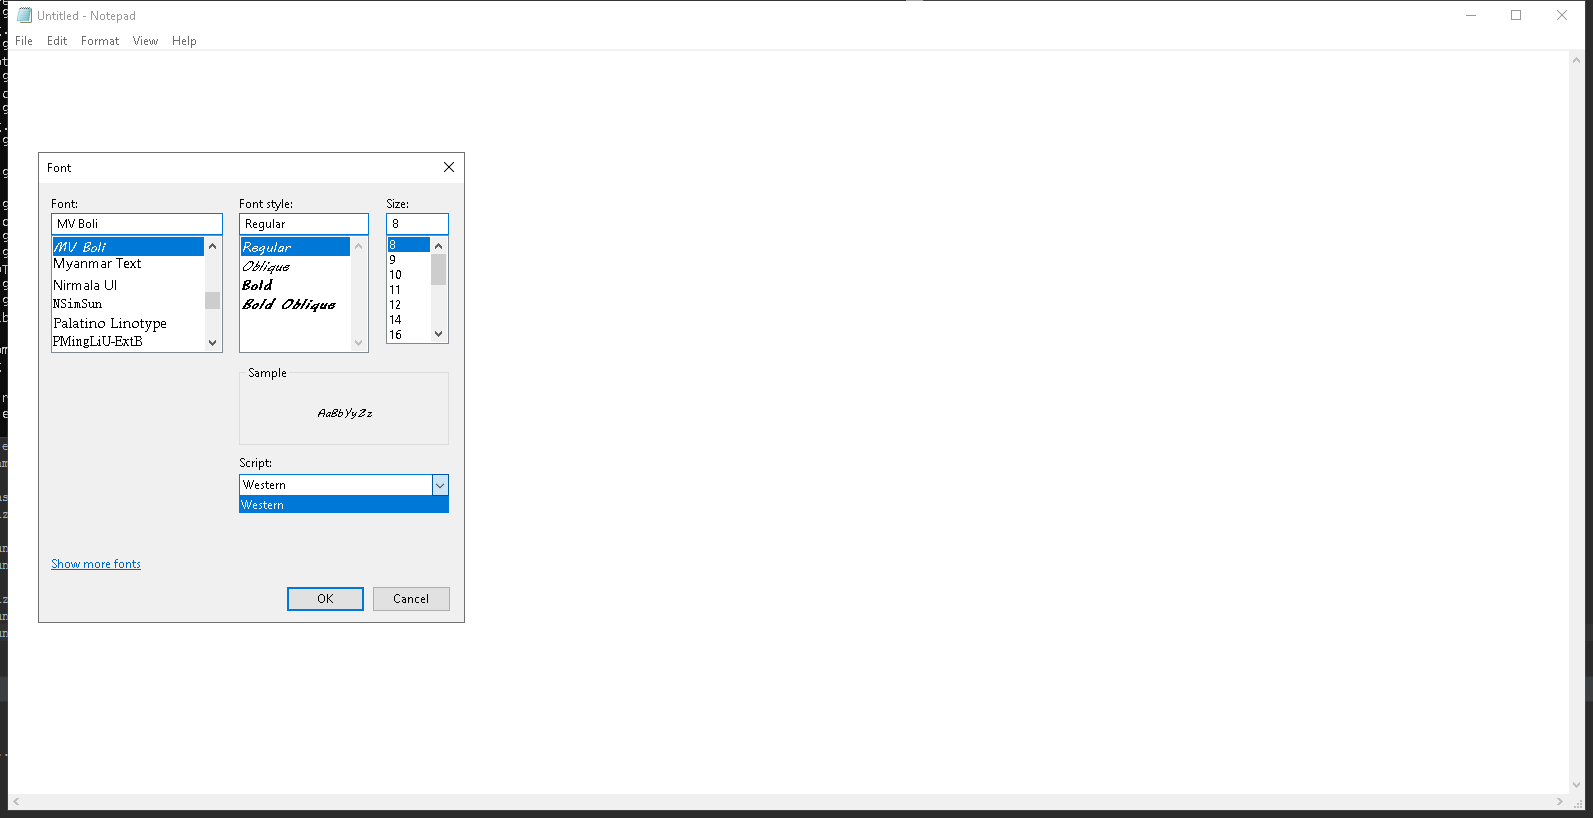 Untitled - Notepad
File Edit Format View Help
Font
Font: Font style: Size:
MV Boli Regular 8
MV Boli Regular 8
Myanmar Text Oblique 9
Nirmala UI Bold 10
NSimSun Bold Oblique 11
Palatino Linotype 12
PMingLiU-ExtB 14
16
Sample
AaBbYyZz
Script:
Western
Western
Show more fonts
OK Cancel